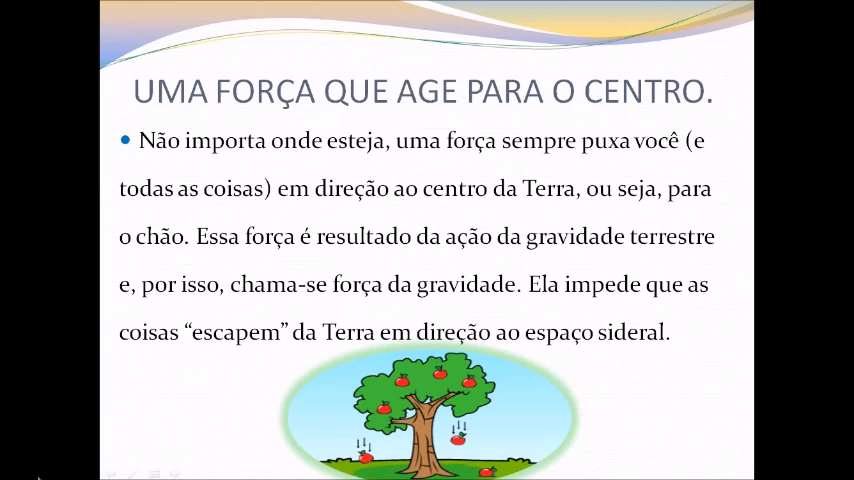 UMA FORÇA QUE AGE PARA O CENTRO.
• Não importa onde esteja, uma força sempre puxa você (e
todas as coisas) em direção ao centro da Terra, ou seja, para
o chão. Essa força é resultado da ação da gravidade terrestre
e, por isso, chama-se força da gravidade. Ela impede que as
coisas “escapem” da Terra em direção ao espaço sideral.